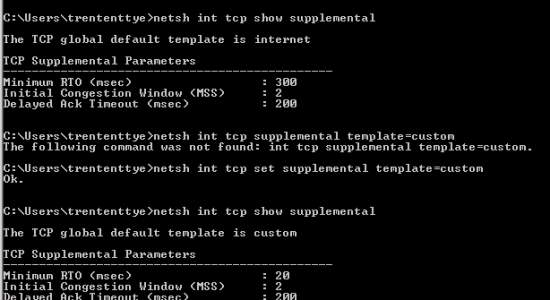 C:\Users\trententtye>netsh int tcp show supplemental
The TCP global default template is internet
TCP Supplemental Parameters
----------------------------------------------
Minimum RTO (msec) : 300
Initial Congestion Window (MSS) : 2
Delayed Ack Timeout (msec) : 200
C:\Users\trententtye>netsh int tcp supplemental template=custom
The following command was not found: int tcp supplemental template=custom.
C:\Users\trententtye>netsh int tcp set supplemental template=custom
Ok.
C:\Users\trententtye>netsh int tcp show supplemental
The TCP global default template is custom
TCP Supplemental Parameters
----------------------------------------------
Minimum RTO (msec) : 20
Initial Congestion Window (MSS) : 2
Delayed Ack Timeout (msec) : 200